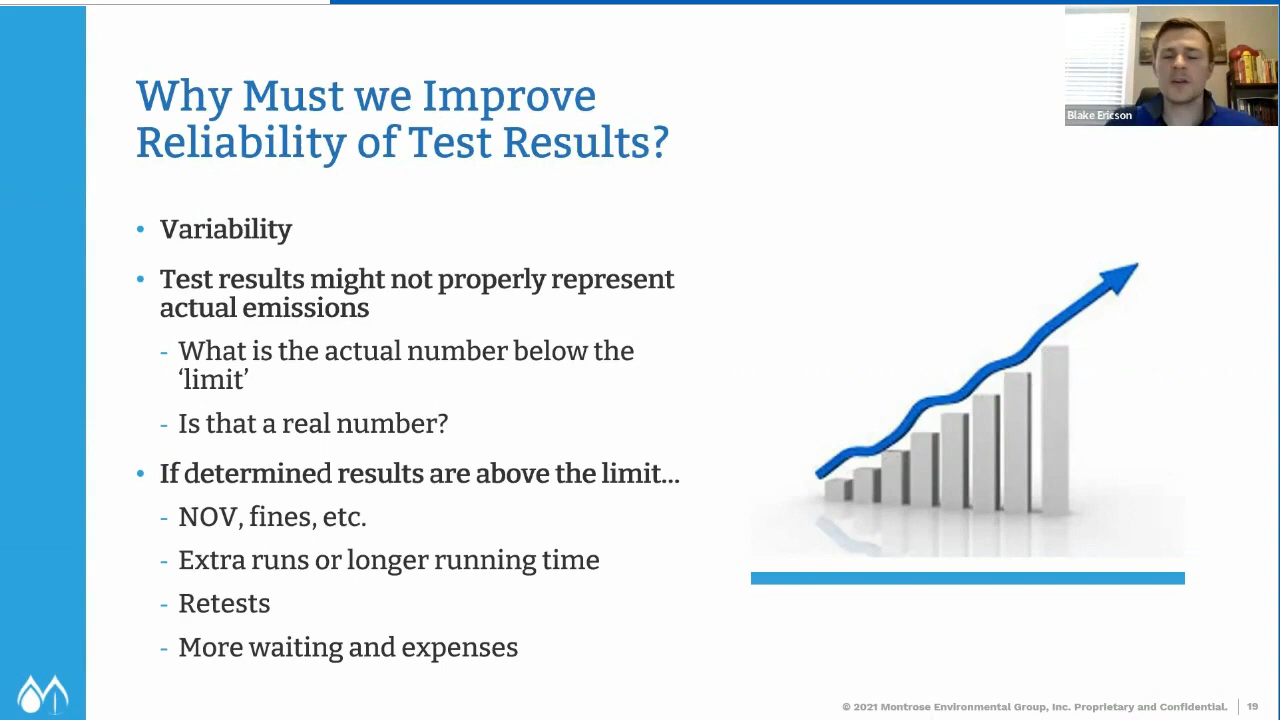 Why Must we Improve
Reliability of Test Results?
• Variability
• Test results might not properly represent
actual emissions
- What is the actual number below the
‘limit’
- Is that a real number?
• If determined results are above the limit...
- NOV, fines, etc.
- Extra runs or longer running time
- Retests
- More waiting and expenses
Blake Ericson
© 2021 Montrose Environmental Group, Inc. Proprietary and Confidential. | 19